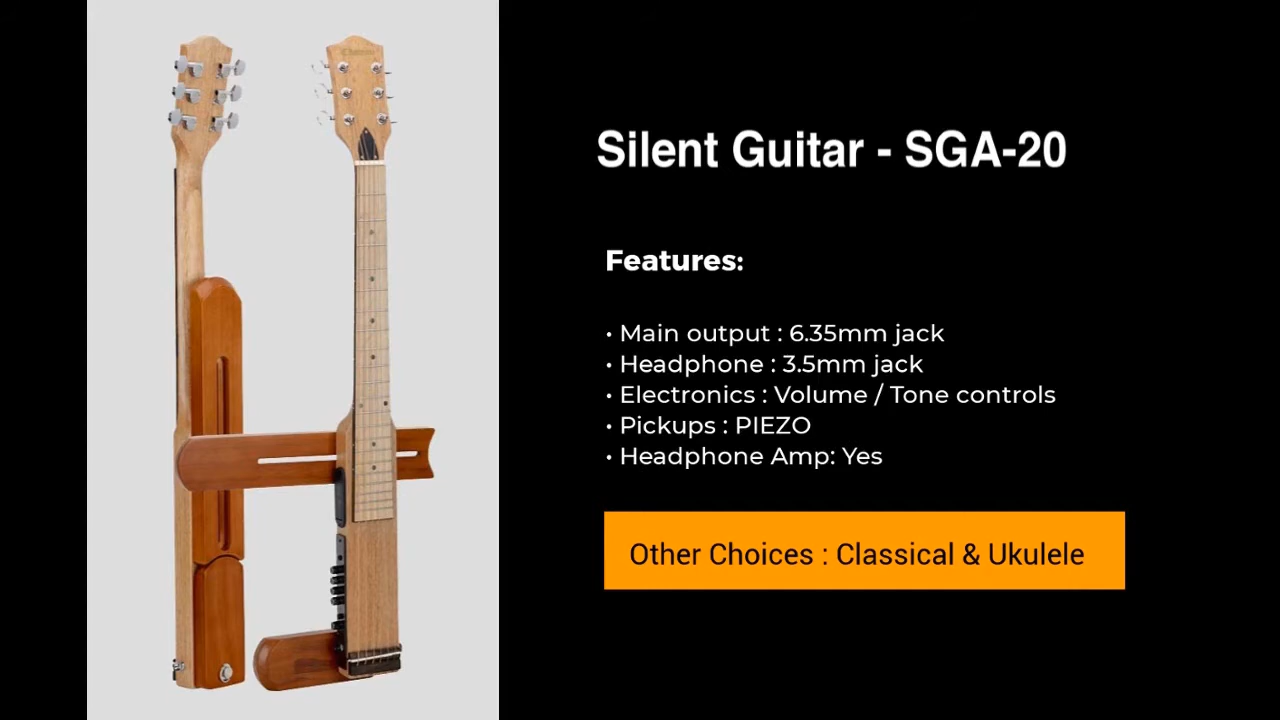 Silent Guitar - SGA-20
Features:
• Main output : 6.35mm jack
• Headphone : 3.5mm jack
• Electronics : Volume / Tone controls
• Pickups : PIEZO
• Headphone Amp: Yes
Other Choices : Classical & Ukulele